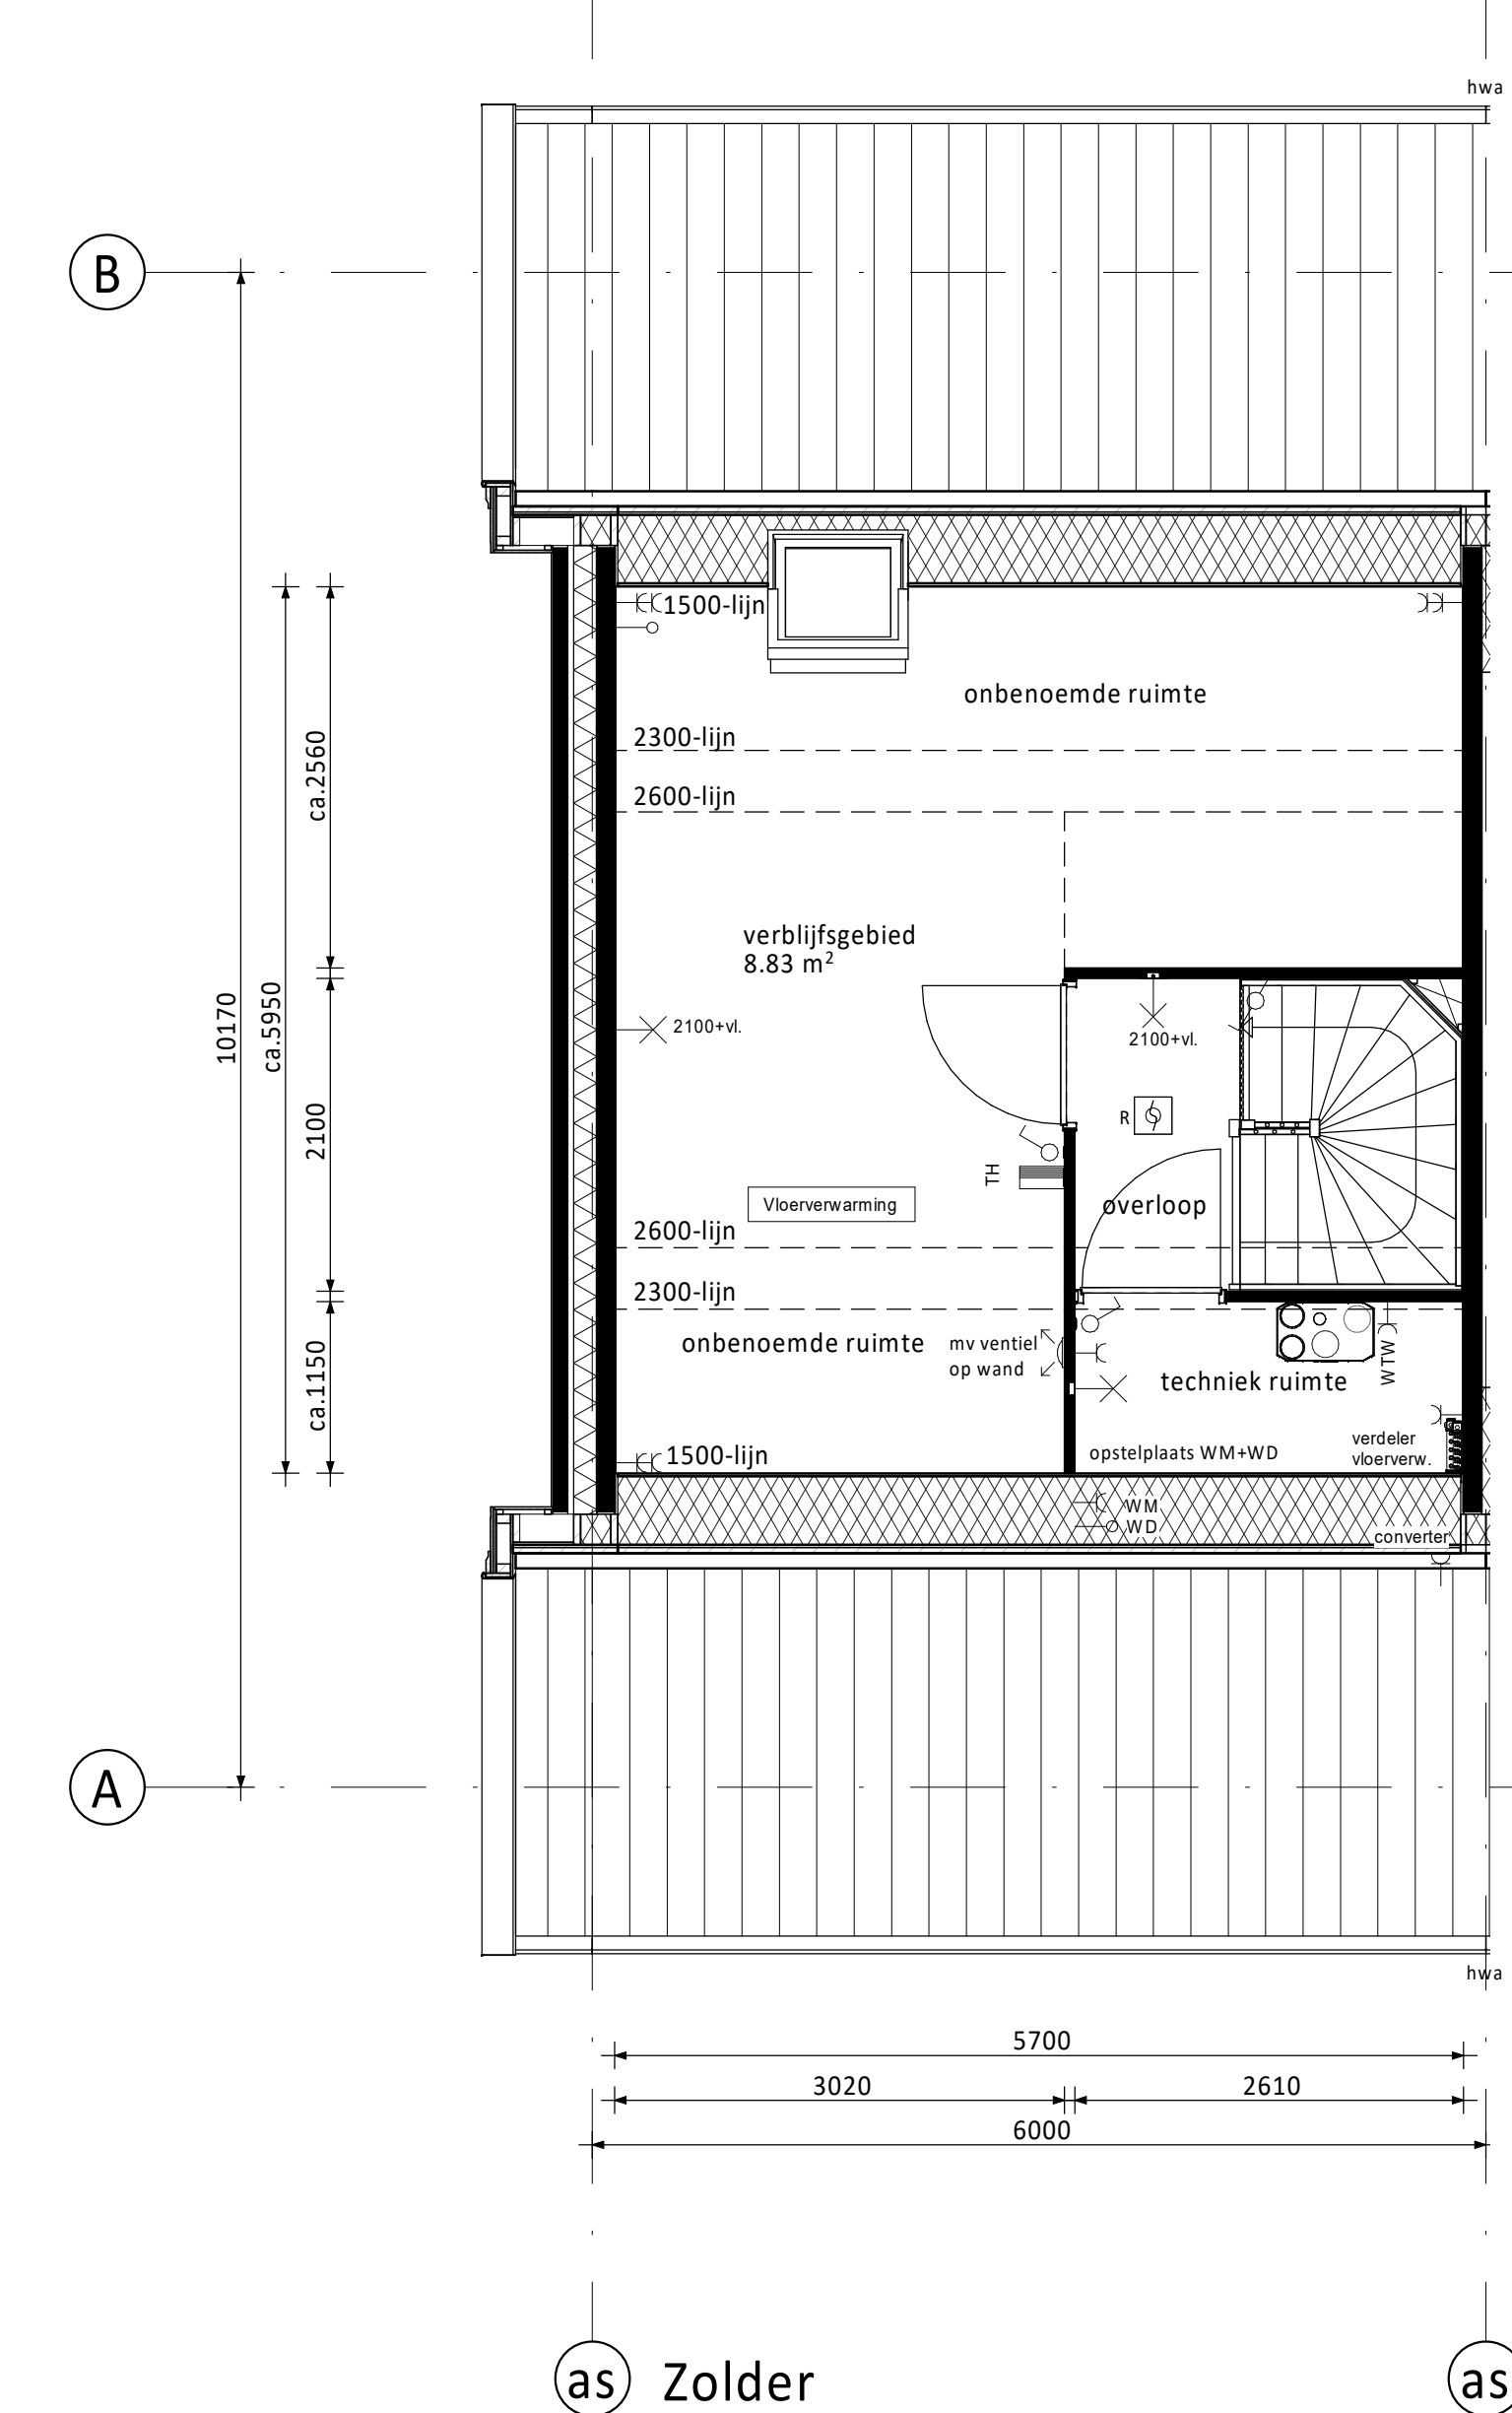 hwa
B
1500-lijn
onbenoemde ruimte
2300-lijn
ca.2560
2600-lijn
verblijfsgebied
8.83 m²
10170
ca.5950
2100+vl.
2100+vl.
2100
R
TH
Vloerverwarming
overloop
2600-lijn
2300-lijn
onbenoemde ruimte
mv ventiel
op wand
WTW
techniek ruimte
ca.1150
1500-lijn
opstelplaats WM+WD
verdeler
vloerverw.
WM
WD
converter
A
hwa
5700
3020
2610
6000
as
Zolder
as